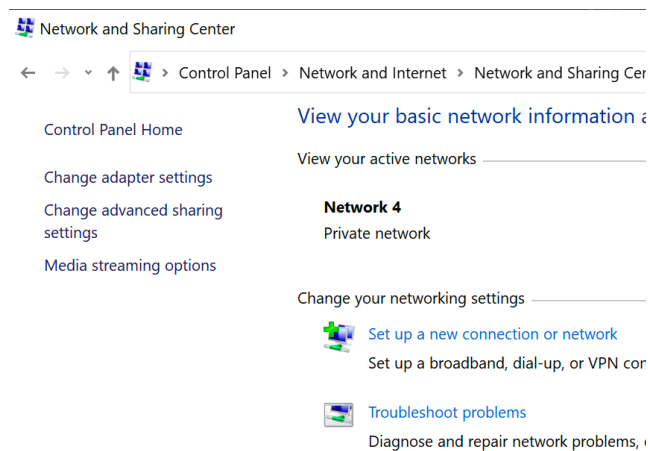 Network and Sharing Center
Control Panel > Network and Internet > Network and Sharing
Control Panel Home
Change adapter settings
Change advanced sharing
settings
Media streaming options
View your basic network information
View your active networks
Network 4
Private network
Change your networking settings
Set up a new connection or network
Set up a broadband, dial-up, or VPN
Troubleshoot problems
Diagnose and repair network problems,